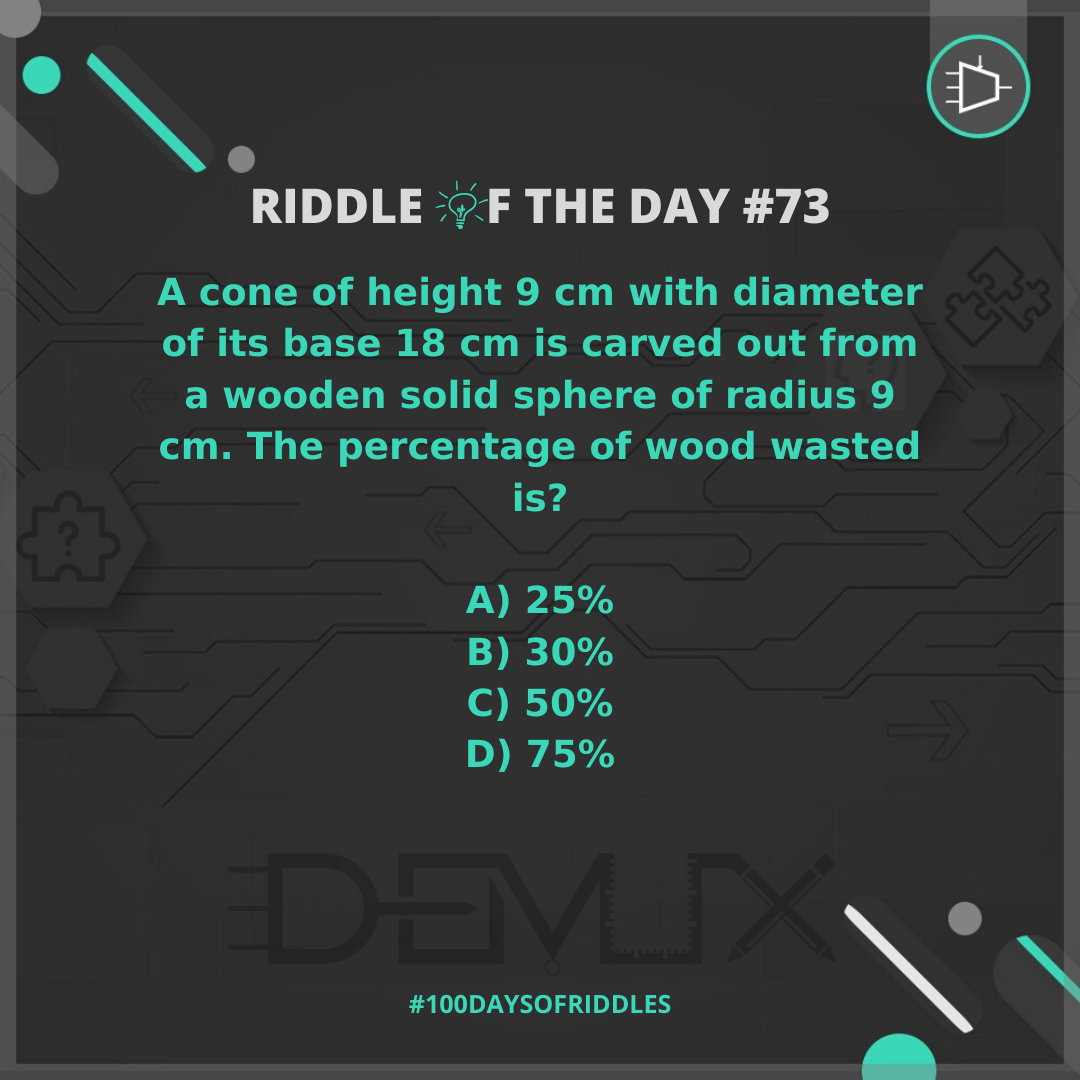 RIDDLE OF THE DAY #73
A cone of height 9 cm with diameter
of its base 18 cm is carved out from
a wooden solid sphere of radius 9
cm. The percentage of wood wasted
is?
A) 25%
B) 30%
C) 50%
D) 75%
DEMUX
#100DAYSOFRIDDLES